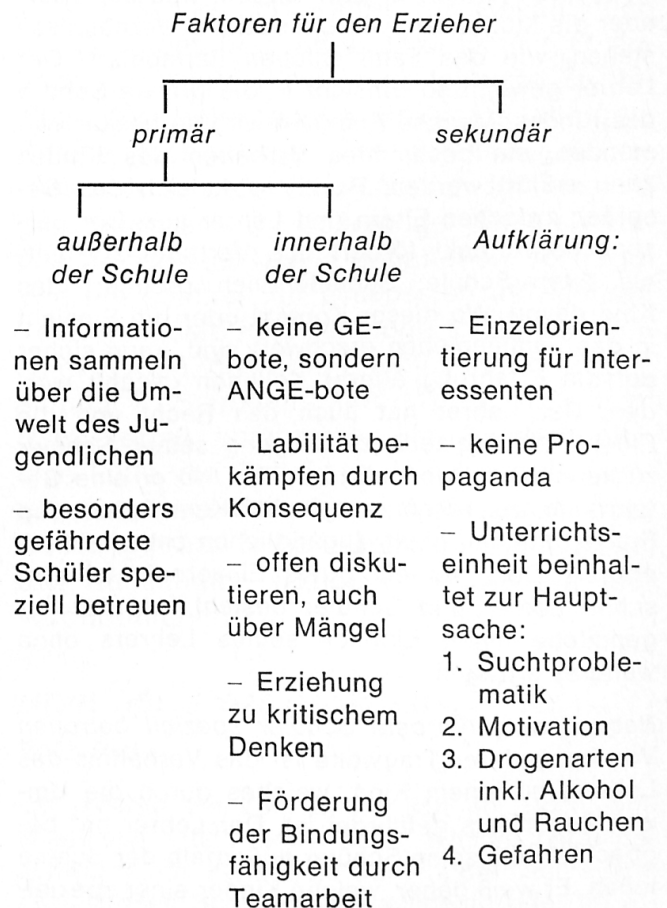 Faktoren für den Erzieher
primär
sekundär
außerhalb
der Schule
– Informatio-
nen sammeln
über die Um-
welt des Ju-
gendlichen
– besonders
gefährdete
Schüler spe-
ziell betreuen
innerhalb
der Schule
– keine GE-
bote, sondern
ANGE-bote
– Labilität be-
kämpfen durch
Konsequenz
– offen disku-
tieren, auch
über Mängel
– Erziehung
zu kritischem
Denken
– Förderung
der Bindungs-
fähigkeit durch
Teamarbeit
Aufklärung:
– Einzelorien-
tierung für Inter-
essenten
– keine Pro-
paganda
– Unterrichts-
einheit beinhal-
tet zur Haupt-
sache:
1. Suchtproble-
matik
2. Motivation
3. Drogenarten
inkl. Alkohol
und Rauchen
4. Gefahren